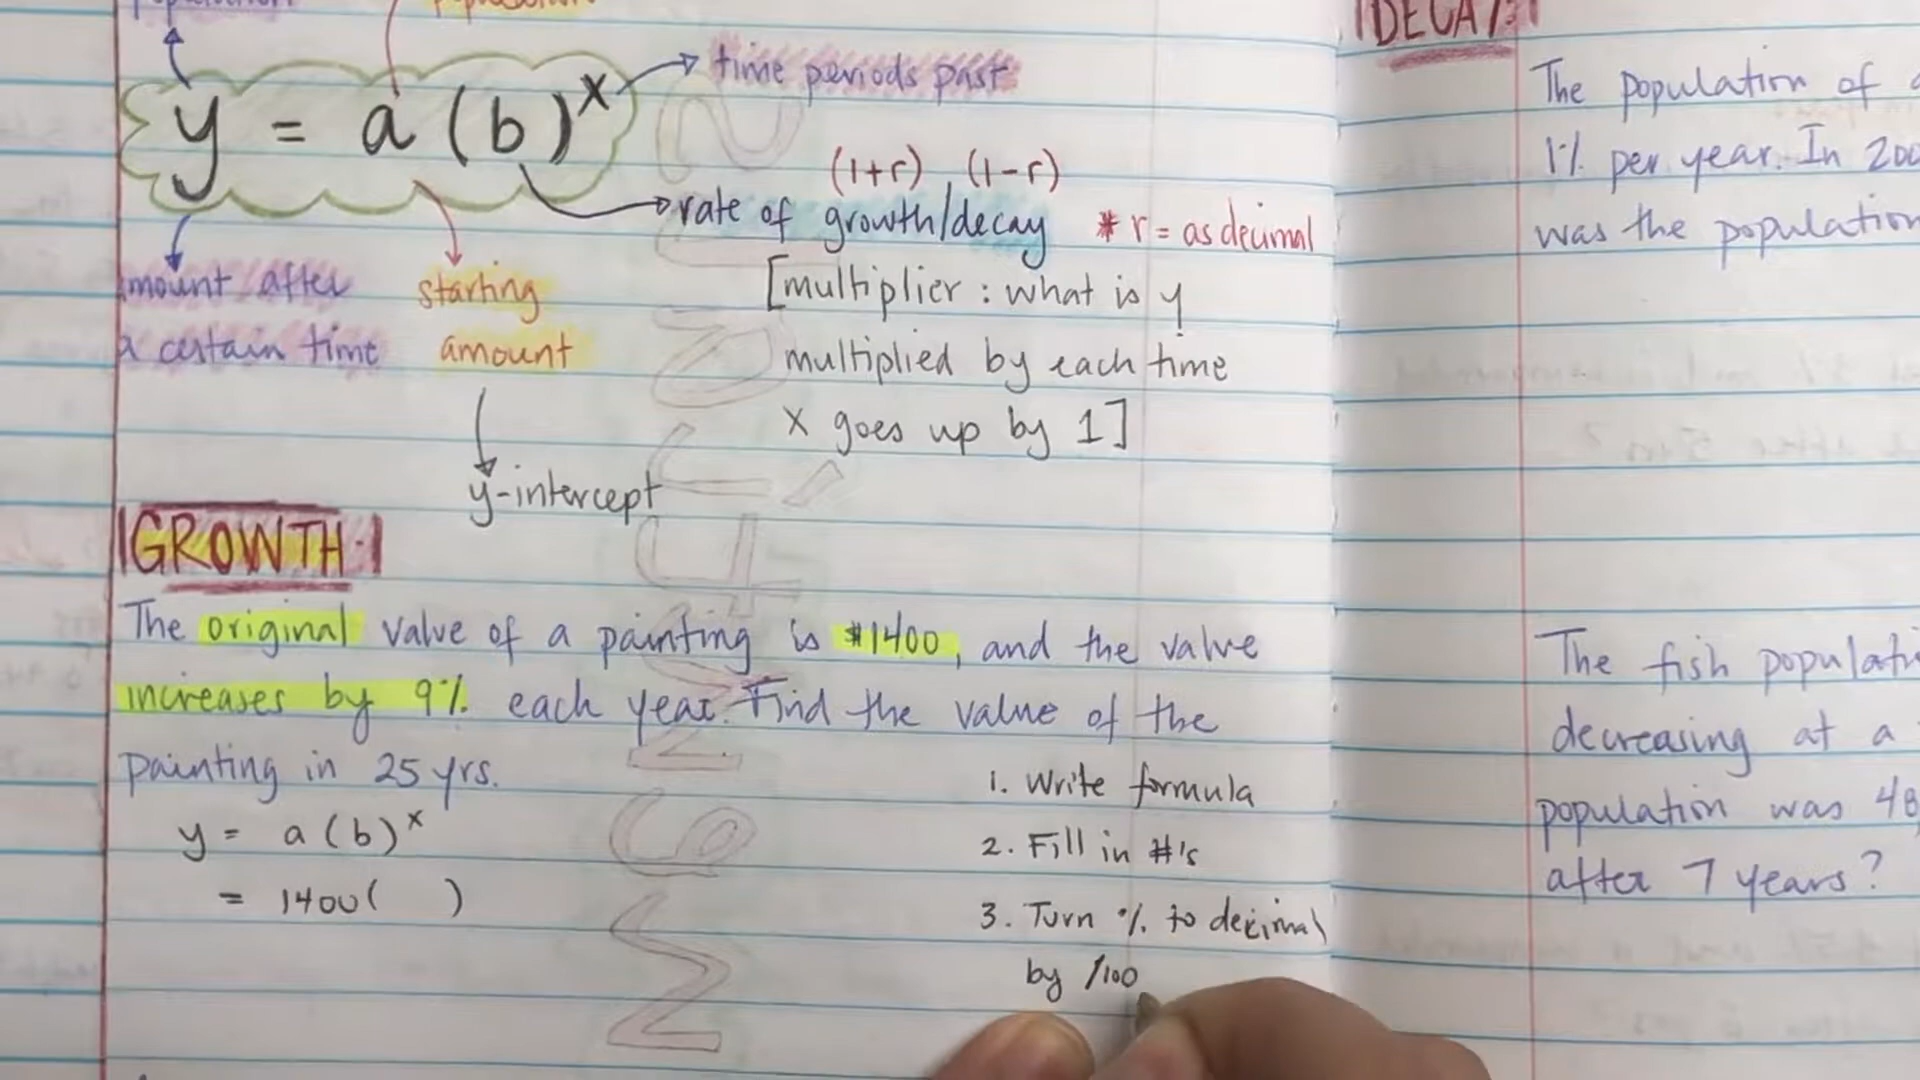 y = a (b)^x
time periods past
(1+r) (1-r)
rate of growth/decay * r = as decimal
amount after
a certain time
starting
amount
[multiplier : what is y
multiplied by each time
x goes up by 1]
y-intercept
GROWTH
The original value of a painting is $1400, and the value
increases by 9% each year. Find the value of the
painting in 25 yrs.
y = a (b)^x
= 1400( )
1. Write formula
2. Fill in #'s
3. Turn % to decimal
by /100
DECAY
The population of
1% per year. In 200
was the population
The fish populati
decreasing at a
population was 48
after 7 years?